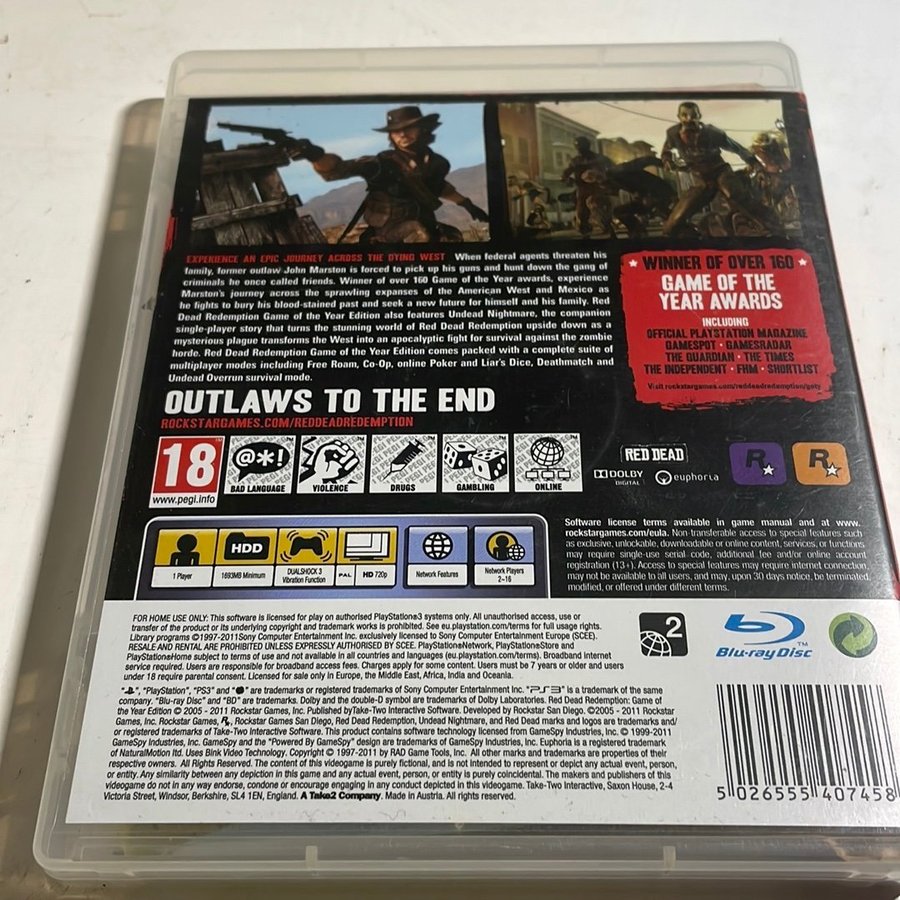 EXPERIENCE AN EPIC JOURNEY ACROSS THE DYING WEST When federal agents threaten his
family, former outlaw John Marston is forced to pick up his guns and hunt down the gang of
criminals he once called friends. Winner of over 160 Game of the Year awards, experience
Marston's journey across the sprawling expanses of the American West and Mexico as
he fights to bury his blood-stained past and seek a new future for himself and his family. Red
Dead Redemption Game of the Year Edition also features Undead Nightmare, the companion
single-player story that turns the stunning world of Red Dead Redemption upside down as a
mysterious plague transforms the West into an apocalyptic fight for survival against the zombie
horde. Red Dead Redemption Game of the Year Edition comes packed with a complete suite of
multiplayer modes including Free Roam, Co-Op, online Poker and Liar's Dice, Deathmatch and
Undead Overrun survival mode.
WINNER OF OVER 160
GAME OF THE
YEAR AWARDS
INCLUDING
OFFICIAL PLAYSTATION MAGAZINE
GAMESPOT · GAMESRADAR
THE GUARDIAN · THE TIMES
THE INDEPENDENT · FHM · SHORTLIST
Visit rockstargames.com/reddeadredemption/goty
OUTLAWS TO THE END
ROCKSTARGAMES.COM/REDDEADREDEMPTION
18
www.pegi.info
@*!
BAD LANGUAGE
VIOLENCE
DRUGS
GAMBLING
ONLINE
RED DEAD
DOLBY
DIGITAL
euphoria
R
R
1 Player
HDD
1693MB Minimum
DUALSHOCK 3
Vibration Function
PAL
HD 720p
Network Features
Network Players
2-16
Software license terms available in game manual and at www.
rockstargames.com/eula. Non-transferable access to special features such
as exclusive, unlockable, downloadable or online content, services, or functions,
may require single-use serial code, additional fee and/or online account
registration (13+). Access to special features may require internet connection,
may not be available to all users, and may, upon 30 days notice, be terminated,
modified, or offered under different terms.
FOR HOME USE ONLY: This software is licensed for play on authorised PlayStation®3 systems only. All unauthorised access, use or
transfer of the product or its underlying copyright and trademark works is prohibited. See eu.playstation.com/terms for full usage rights.
Library programs ©1997-2011Sony Computer Entertainment Inc. exclusively licensed to Sony Computer Entertainment Europe (SCEE).
RESALE AND RENTAL ARE PROHIBITED UNLESS EXPRESSLY AUTHORISED BY SCEE. PlayStation®Network, PlayStation®Store and
PlayStation®Home subject to terms of use and not available in all countries and languages (eu.playstation.com/terms). Broadband internet
service required. Users are responsible for broadband access fees. Charges apply for some content. Users must be 7 years or older and users
under 18 require parental consent. Licensed for sale only in Europe, the Middle East, Africa, India and Oceania.
2
Blu-ray Disc
TM
" ", "PlayStation", "PS3" and " " are trademarks or registered trademarks of Sony Computer Entertainment Inc. "PS3" is a trademark of the same
company. "Blu-ray Disc" and "BD" are trademarks. Dolby and the double-D symbol are trademarks of Dolby Laboratories. Red Dead Redemption: Game of
the Year Edition © 2005 - 2011 Rockstar Games, Inc. Published byTake-Two Interactive Software. Developed by Rockstar San Diego. ©2005 - 2011 Rockstar
Games, Inc. Rockstar Games, R, Rockstar Games San Diego, Red Dead Redemption, Undead Nightmare, and Red Dead marks and logos are trademarks and/
or registered trademarks of Take-Two Interactive Software. This product contains software technology licensed from GameSpy Industries, Inc. © 1999-2011
GameSpy Industries, Inc. GameSpy and the "Powered By GameSpy" design are trademarks of GameSpy Industries, Inc. Euphoria is a registered trademark
of NaturalMotion ltd. Uses Bink Video Technology. Copyright © 1997-2011 by RAD Game Tools, Inc. All other marks and trademarks are properties of their
respective owners. All Rights Reserved. The content of this videogame is purely fictional, and is not intended to represent or depict any actual event, person,
or entity. Any similarity between any depiction in this game and any actual event, person, or entity is purely coincidental. The makers and publishers of this
videogame do not in any way endorse, condone or encourage engaging in any conduct depicted in this videogame. Take-Two Interactive, Saxon House, 2-4
Victoria Street, Windsor, Berkshire, SL4 1EN, England. A Take2 Company. Made in Austria. All rights reserved.
5 026555 407458